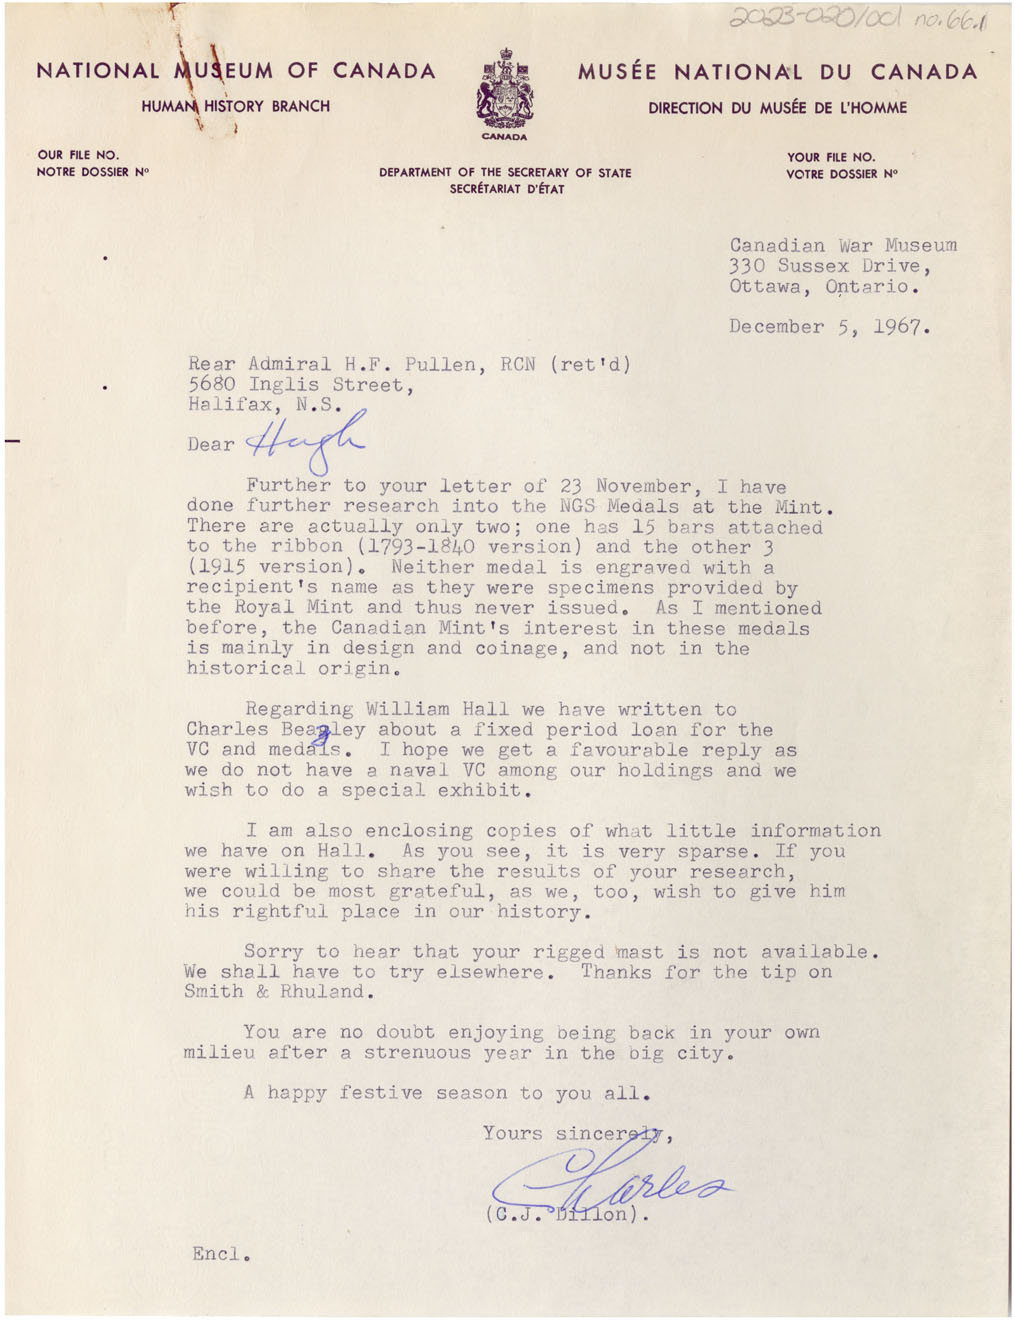 2023-020/001 no. 66.1
NATIONAL MUSEUM OF CANADA
HUMAN HISTORY BRANCH
CANADA
MUSÉE NATIONAL DU CANADA
DIRECTION DU MUSÉE DE L'HOMME
OUR FILE NO.
NOTRE DOSSIER Nº
DEPARTMENT OF THE SECRETARY OF STATE
SECRÉTARIAT D'ÉTAT
YOUR FILE NO.
VOTRE DOSSIER Nº
Canadian War Museum
330 Sussex Drive,
Ottawa, Ontario.
December 5, 1967.
Rear Admiral H.F. Pullen, RCN (ret'd)
5680 Inglis Street,
Halifax, N.S.
Dear Hugh
Further to your letter of 23 November, I have
done further research into the NGS Medals at the Mint.
There are actually only two; one has 15 bars attached
to the ribbon (1793-1840 version) and the other 3
(1915 version). Neither medal is engraved with a
recipient's name as they were specimens provided by
the Royal Mint and thus never issued. As I mentioned
before, the Canadian Mint's interest in these medals
is mainly in design and coinage, and not in the
historical origin.
Regarding William Hall we have written to
Charles Beazley about a fixed period loan for the
VC and medals. I hope we get a favourable reply as
we do not have a naval VC among our holdings and we
wish to do a special exhibit.
I am also enclosing copies of what little information
we have on Hall. As you see, it is very sparse. If you
were willing to share the results of your research,
we could be most grateful, as we, too, wish to give him
his rightful place in our history.
Sorry to hear that your rigged mast is not available.
We shall have to try elsewhere. Thanks for the tip on
Smith & Rhuland.
You are no doubt enjoying being back in your own
milieu after a strenuous year in the big city.
A happy festive season to you all.
Yours sincerely,
Charles
(C.J. Dillon).
Encl.